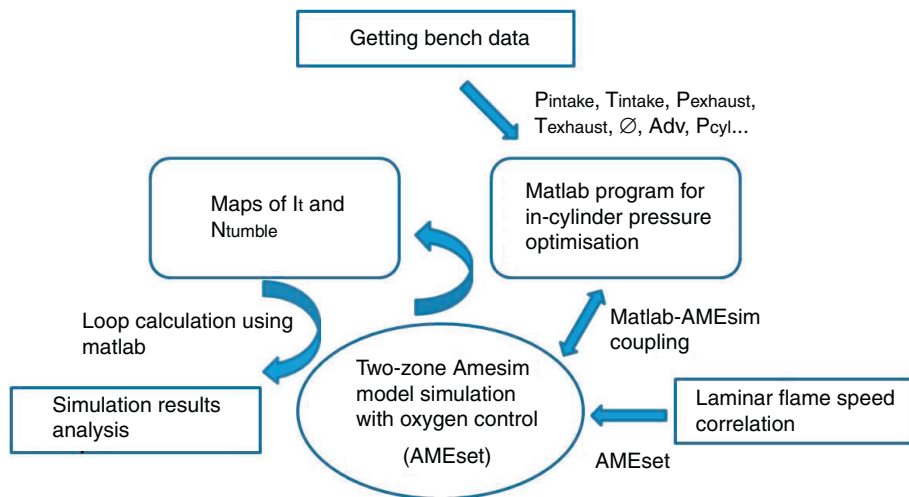 Getting bench data
Pintake, Tintake, Pexhaust,
Texhaust, ∅, Adv, Pcyl...
Maps of It and
Ntumble
Matlab program for
in-cylinder pressure
optimisation
Loop calculation using
matlab
Matlab-AMEsim
coupling
Two-zone Amesim
model simulation
with oxygen control
(AMEset)
Simulation results
analysis
Laminar flame speed
correlation
AMEset